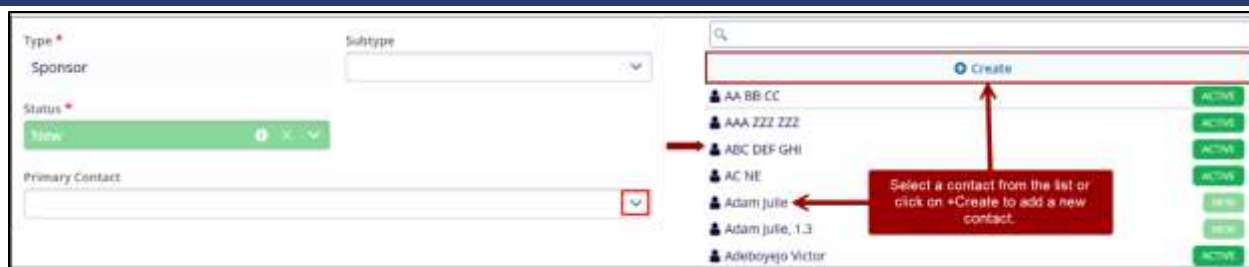 Type *
Subtype
Sponsor
Status *
New
Primary Contact
Create
AA BB CC
ACTIVE
AAA ZZZ ZZZ
ACTIVE
ABC DEF GHI
ACTIVE
AC NE
ACTIVE
Adam Julie
NEW
Adam Julie, 1.3
NEW
Adeboyejo Victor
ACTIVE
Select a contact from the list or
click on +Create to add a new
contact.